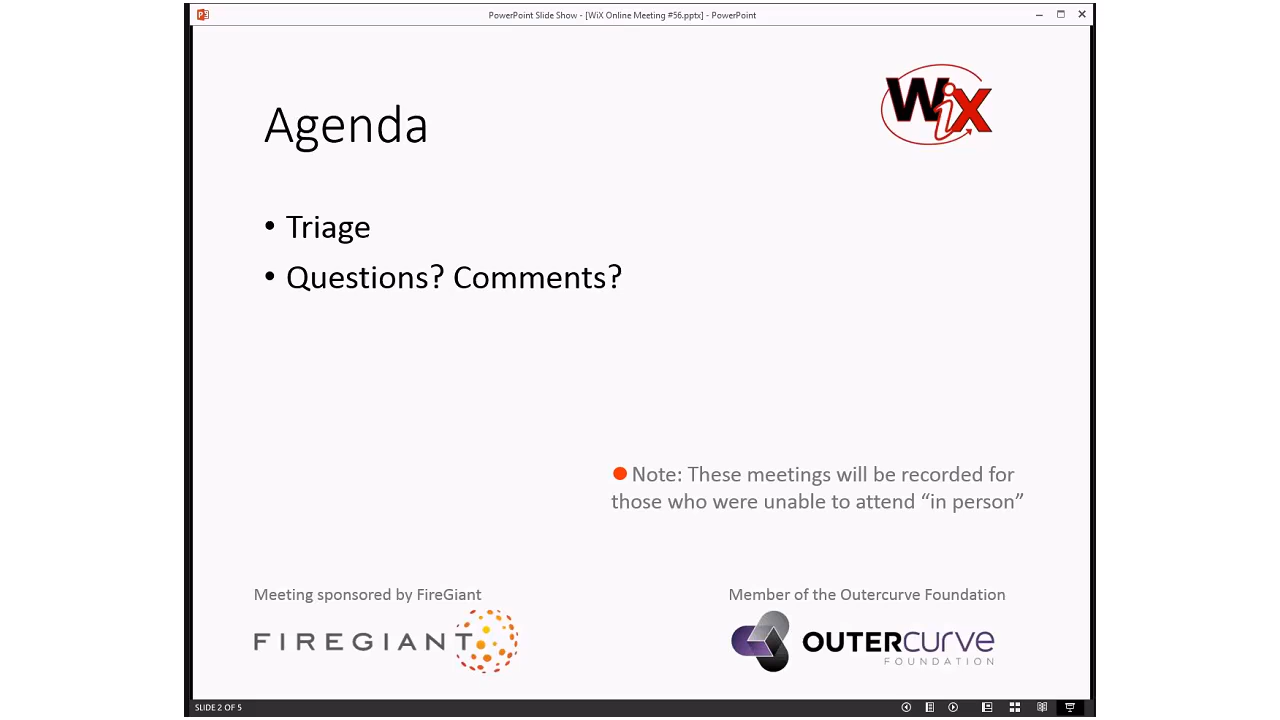 PowerPoint Slide Show - [WiX Online Meeting #56.pptx] - PowerPoint
WiX
Agenda
• Triage
• Questions? Comments?
Note: These meetings will be recorded for
those who were unable to attend “in person”
Meeting sponsored by FireGiant
FIREGIANT
Member of the Outercurve Foundation
OUTERCURVE
FOUNDATION
SLIDE 2 OF 5